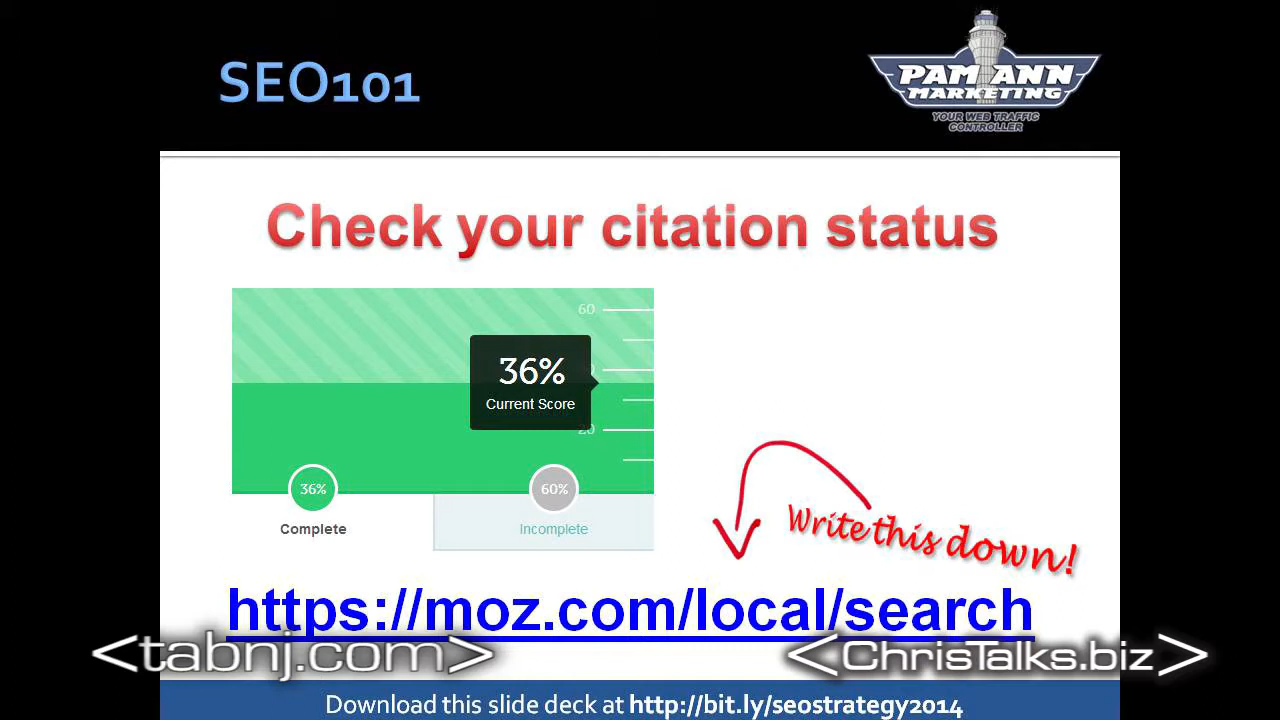 SEO101
PAM ANN
MARKETING
YOUR WEB TRAFFIC
CONTROLLER
Check your citation status
60
36%
Current Score
20
36%
60%
Complete
Incomplete
Write this down!
https://moz.com/local/search
<tabnj.com>
<ChrisTalks.biz>
Download this slide deck at http://bit.ly/seostrategy2014